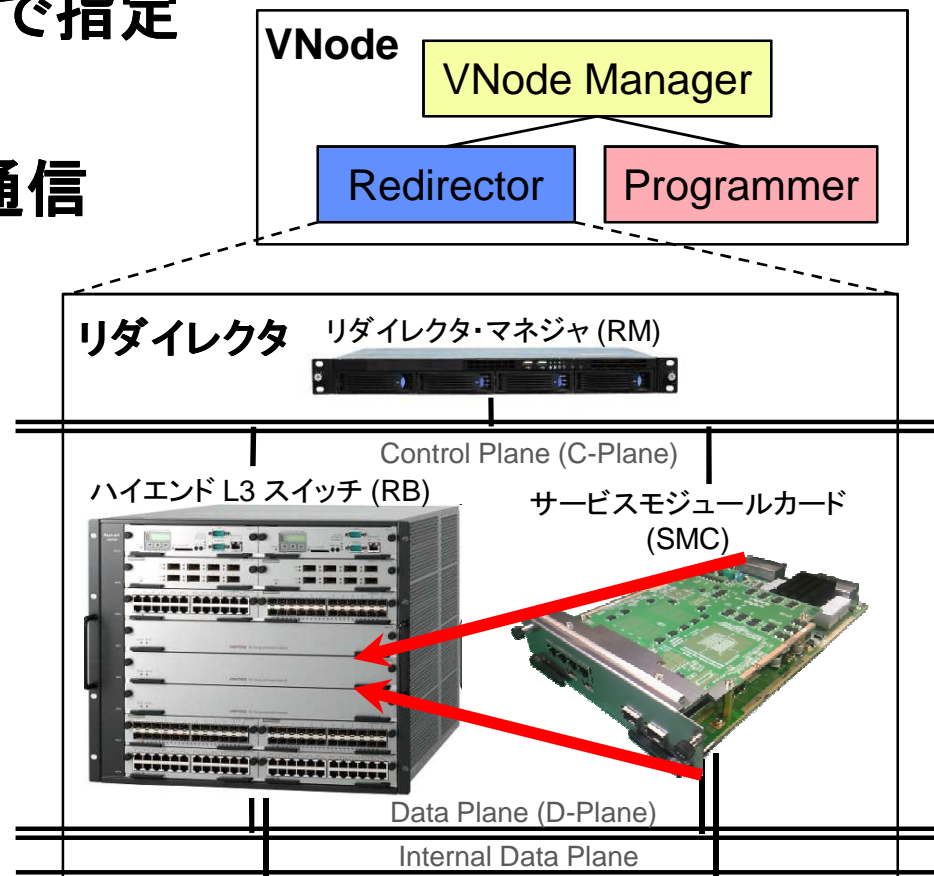 で指定
通信
VNode
VNode Manager
Redirector
Programmer
リダイレクタ
リダイレクタ・マネジャ (RM)
Control Plane (C-Plane)
ハイエンド L3 スイッチ (RB)
サービスモジュールカード
(SMC)
Data Plane (D-Plane)
Internal Data Plane